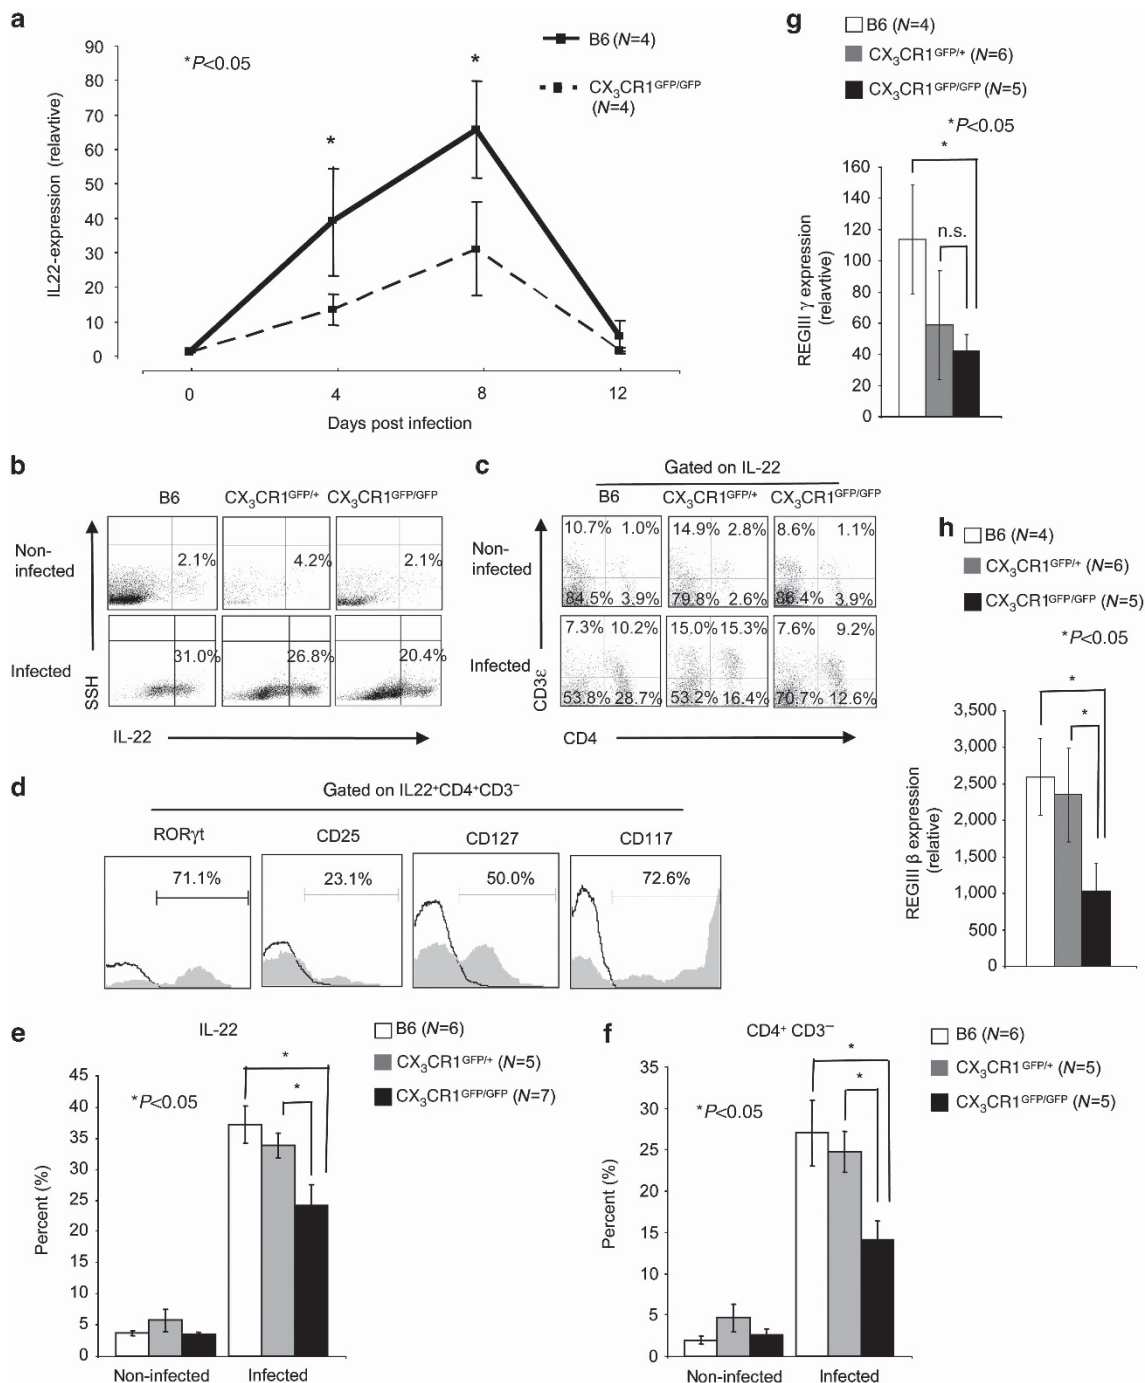 a
*P<0.05
B6 (N=4)
CX₃CR1ᴳᶠᴾ/ᴳᶠᴾ
(N=4)
IL22-expression (relavtive)
90
80
70
60
50
40
30
20
10
0
0 4 8 12
*
*
Days post infection
g
B6 (N=4)
CX₃CR1ᴳᶠᴾ/⁺ (N=6)
CX₃CR1ᴳᶠᴾ/ᴳᶠᴾ (N=5)
*P<0.05
*
n.s.
REGIII γ expression
(relavtive)
160
140
120
100
80
60
40
20
0
b
B6 CX₃CR1ᴳᶠᴾ/⁺ CX₃CR1ᴳᶠᴾ/ᴳᶠᴾ
Non-
infected
2.1% 4.2% 2.1%
Infected
31.0% 26.8% 20.4%
SSH
IL-22
c
Gated on IL-22
B6 CX₃CR1ᴳᶠᴾ/⁺ CX₃CR1ᴳᶠᴾ/ᴳᶠᴾ
Non-
infected
10.7% 1.0% 14.9% 2.8% 8.6% 1.1%
84.5% 3.9% 79.8% 2.6% 86.4% 3.9%
Infected
7.3% 10.2% 15.0% 15.3% 7.6% 9.2%
53.8% 28.7% 53.2% 16.4% 70.7% 12.6%
CD3ε
CD4
h
B6 (N=4)
CX₃CR1ᴳᶠᴾ/⁺ (N=6)
CX₃CR1ᴳᶠᴾ/ᴳᶠᴾ (N=5)
*P<0.05
*
*
REGIII β expression
(relative)
3,500
3,000
2,500
2,000
1,500
1,000
500
0
d
Gated on IL22⁺CD4⁺CD3⁻
RORγt CD25 CD127 CD117
71.1% 23.1% 50.0% 72.6%
e
IL-22
B6 (N=6)
CX₃CR1ᴳᶠᴾ/⁺ (N=5)
CX₃CR1ᴳᶠᴾ/ᴳᶠᴾ (N=7)
*P<0.05
*
*
Percent (%)
45
40
35
30
25
20
15
10
5
0
Non-infected Infected
f
CD4⁺ CD3⁻
B6 (N=6)
CX₃CR1ᴳᶠᴾ/⁺ (N=5)
CX₃CR1ᴳᶠᴾ/ᴳᶠᴾ (N=5)
*P<0.05
*
*
Percent (%)
35
30
25
20
15
10
5
0
Non-infected Infected